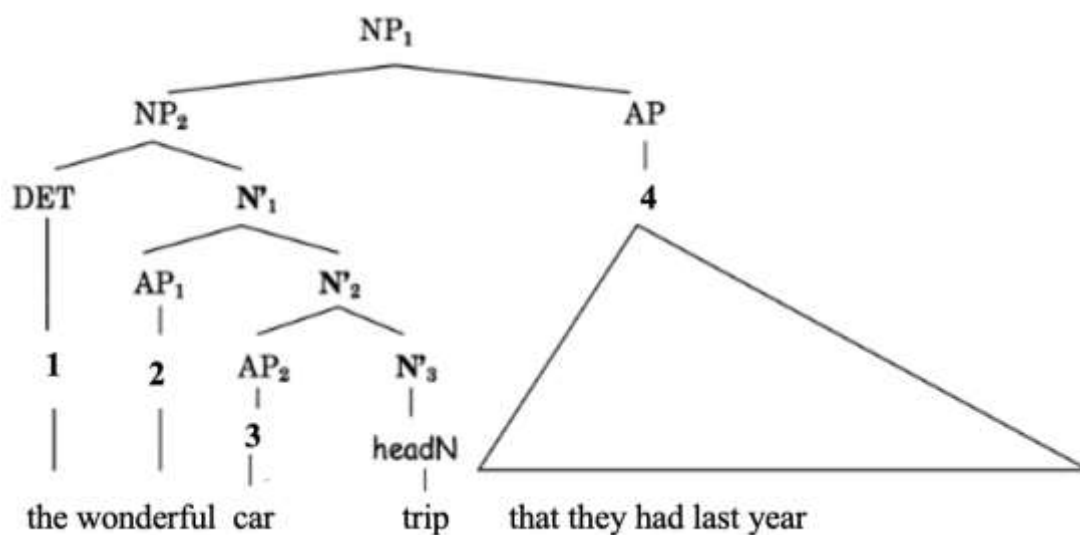 NP₁
NP₂ AP
DET N'₁ 4
AP₁ N'₂
1 2 AP₂ N'₃
3 headN
the wonderful car trip that they had last year